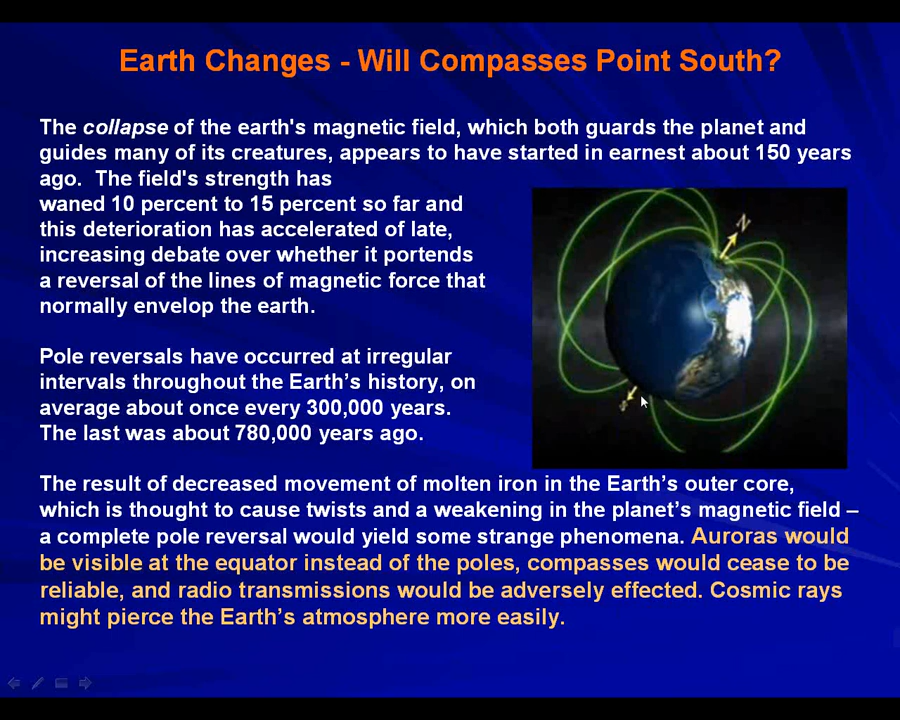 Earth Changes - Will Compasses Point South?
The collapse of the earth's magnetic field, which both guards the planet and
guides many of its creatures, appears to have started in earnest about 150 years
ago.  The field's strength has
waned 10 percent to 15 percent so far and
this deterioration has accelerated of late,
increasing debate over whether it portends
a reversal of the lines of magnetic force that
normally envelop the earth.
Pole reversals have occurred at irregular
intervals throughout the Earth’s history, on
average about once every 300,000 years.
The last was about 780,000 years ago.
N
S
The result of decreased movement of molten iron in the Earth’s outer core,
which is thought to cause twists and a weakening in the planet’s magnetic field –
a complete pole reversal would yield some strange phenomena. Auroras would
be visible at the equator instead of the poles, compasses would cease to be
reliable, and radio transmissions would be adversely effected. Cosmic rays
might pierce the Earth’s atmosphere more easily.